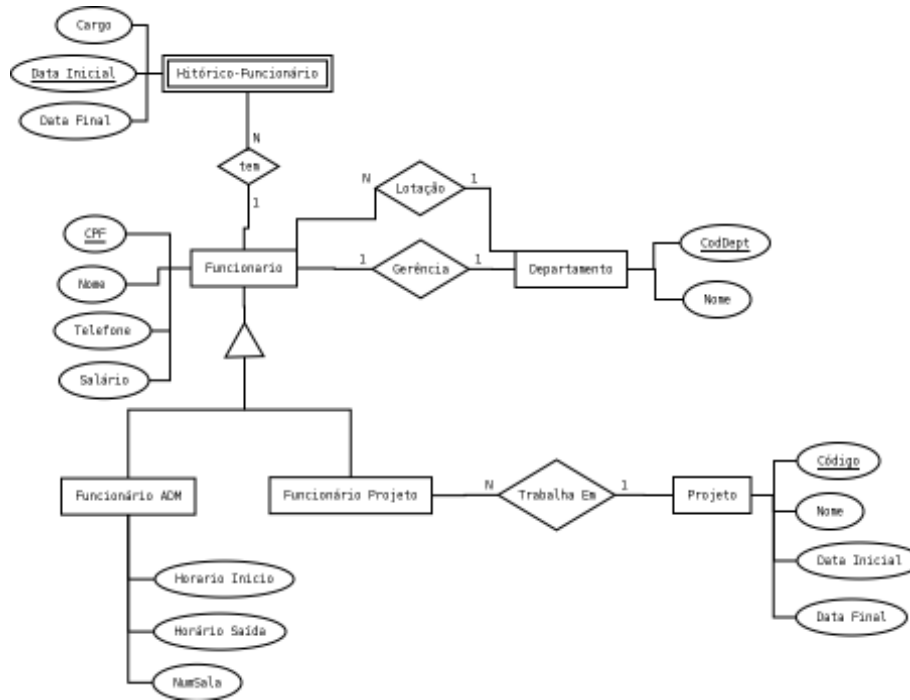 Cargo
Data Inicial
Hitórico-Funcionário
Data Final
N
tem
1
N
Lotação
1
CPF
Nome
Telefone
Salário
Funcionario
1
Gerência
1
Departamento
CodDept
Nome
Funcionário ADM
Funcionário Projeto
N
Trabalha Em
1
Projeto
Código
Nome
Data Inicial
Data Final
Horario Inicio
Horário Saída
NumSala